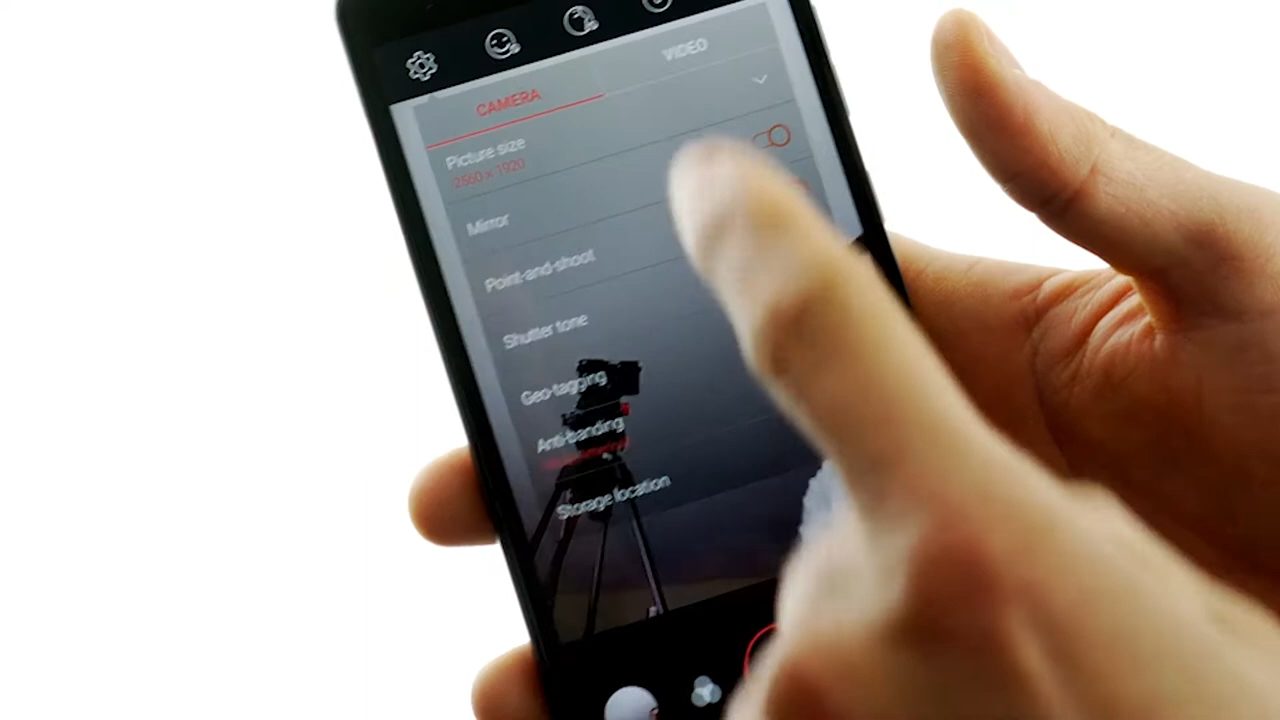 CAMERA
VIDEO
Picture size
2560 x 1920
Mirror
Point-and-shoot
Shutter tone
Geo-tagging
Anti-banding
Storage location